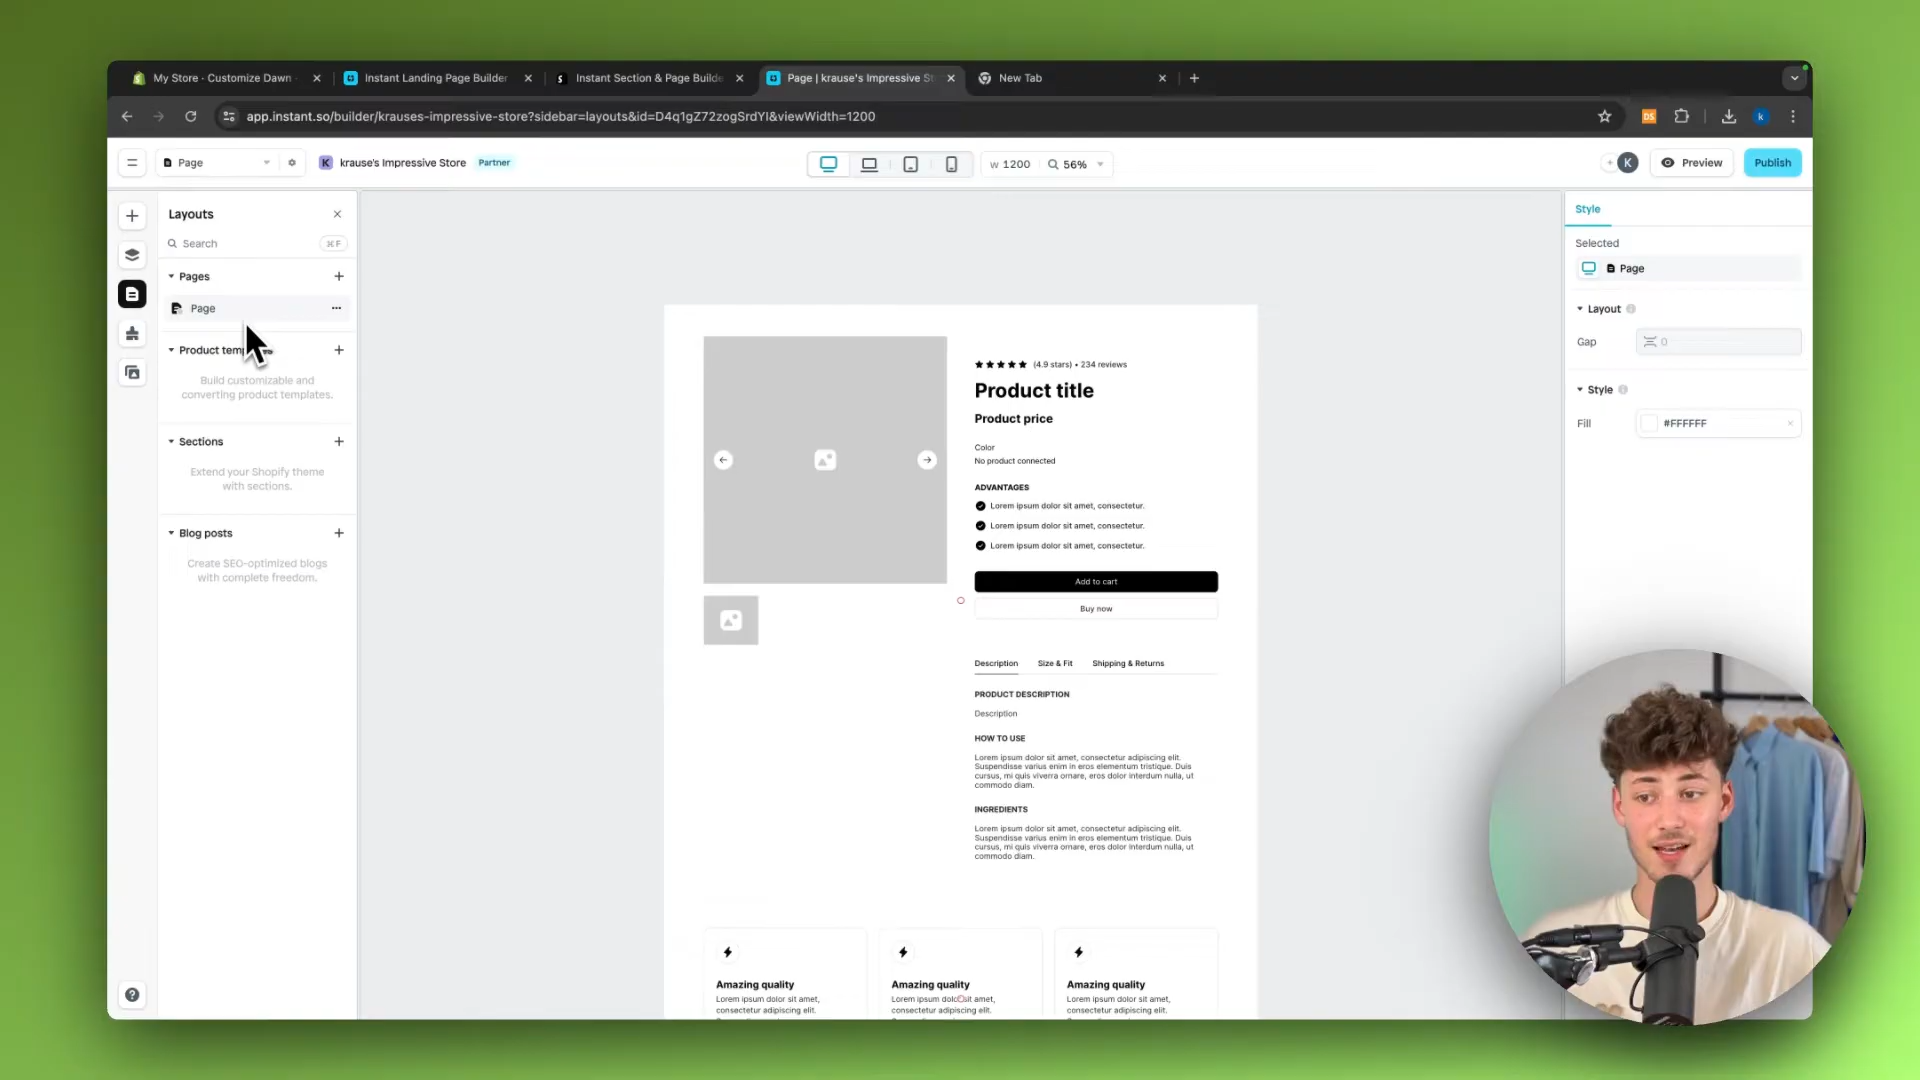 My Store · Customize Dawn ·
Instant Landing Page Builder
Instant Section & Page Builde
Page | krause's Impressive St
New Tab
app.instant.so/builder/krauses-impressive-store?sidebar=layouts&id=D4q1gZ72zogSrdYI&viewWidth=1200
DS
k
Page
K krause's Impressive Store Partner
W 1200
56%
K
Preview
Publish
Layouts
Search
⌘F
Pages
Page
Product temp
Build customizable and
converting product templates.
Sections
Extend your Shopify theme
with sections.
Blog posts
Create SEO-optimized blogs
with complete freedom.
(4.9 stars) • 234 reviews
Product title
Product price
Color
No product connected
ADVANTAGES
Lorem ipsum dolor sit amet, consectetur.
Lorem ipsum dolor sit amet, consectetur.
Lorem ipsum dolor sit amet, consectetur.
Add to cart
Buy now
Description Size & Fit Shipping & Returns
PRODUCT DESCRIPTION
Description
HOW TO USE
Lorem ipsum dolor sit amet, consectetur adipiscing elit.
Suspendisse varius enim in eros elementum tristique. Duis
cursus, mi quis viverra ornare, eros dolor interdum nulla, ut
commodo diam.
INGREDIENTS
Lorem ipsum dolor sit amet, consectetur adipiscing elit.
Suspendisse varius enim in eros elementum tristique. Duis
cursus, mi quis viverra ornare, eros dolor interdum nulla, ut
commodo diam.
Amazing quality
Lorem ipsum dolor sit amet,
consectetur adipiscing elit.
Amazing quality
Lorem ipsum dolor sit amet,
consectetur adipiscing elit.
Amazing quality
Lorem ipsum dolor sit amet,
consectetur adipiscing elit.
Style
Selected
Page
Layout
Gap
0
Style
Fill
#FFFFFF